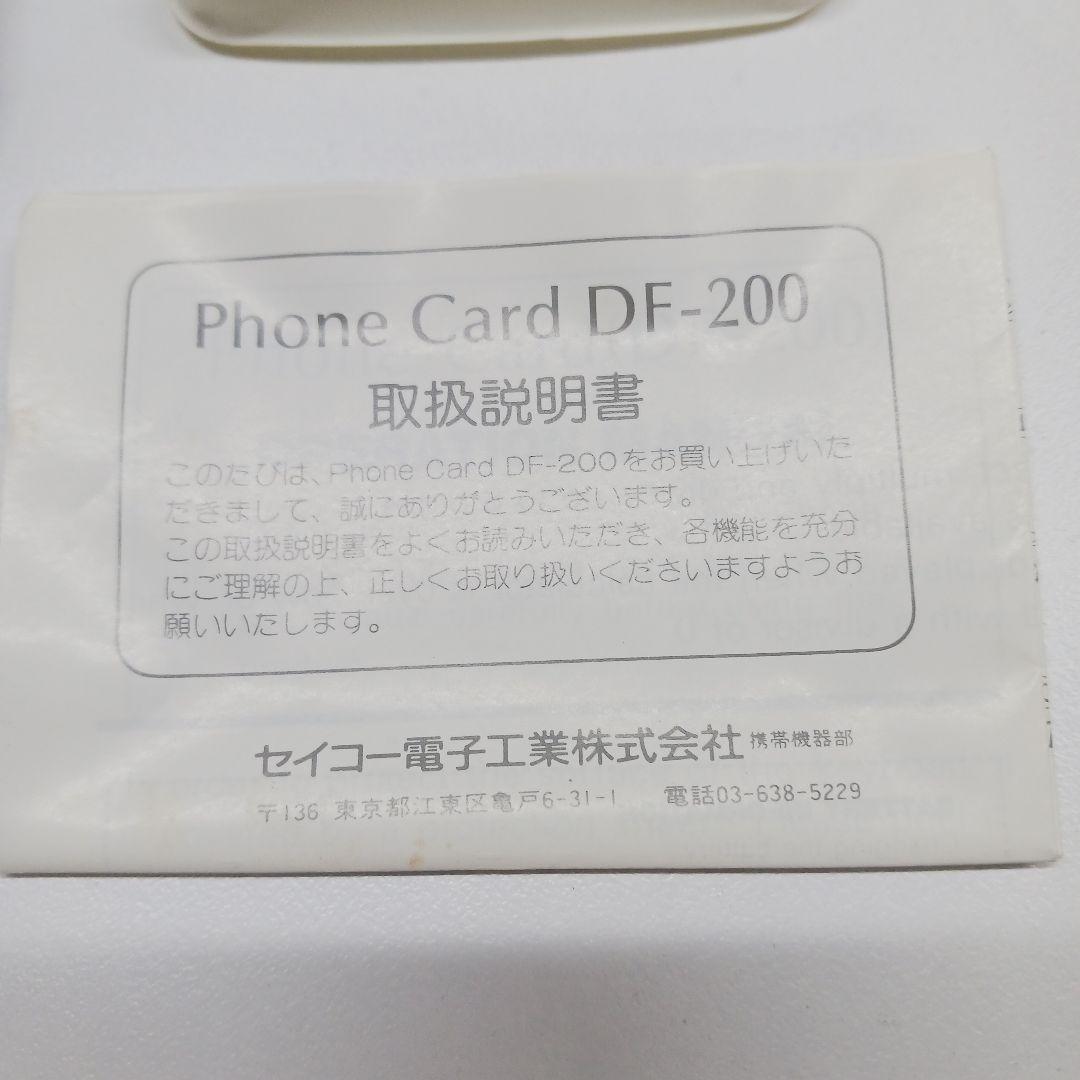 Phone Card DF-200
取扱説明書
このたびは、Phone Card DF-200をお買い上げいた
だきまして、誠にありがとうございます。
この取扱説明書をよくお読みいただき、各機能を充分
にご理解の上、正しくお取り扱いくださいますようお
願いいたします。
セイコー電子工業株式会社 携帯機器部
〒136 東京都江東区亀戸6-31-1 電話03-638-5229